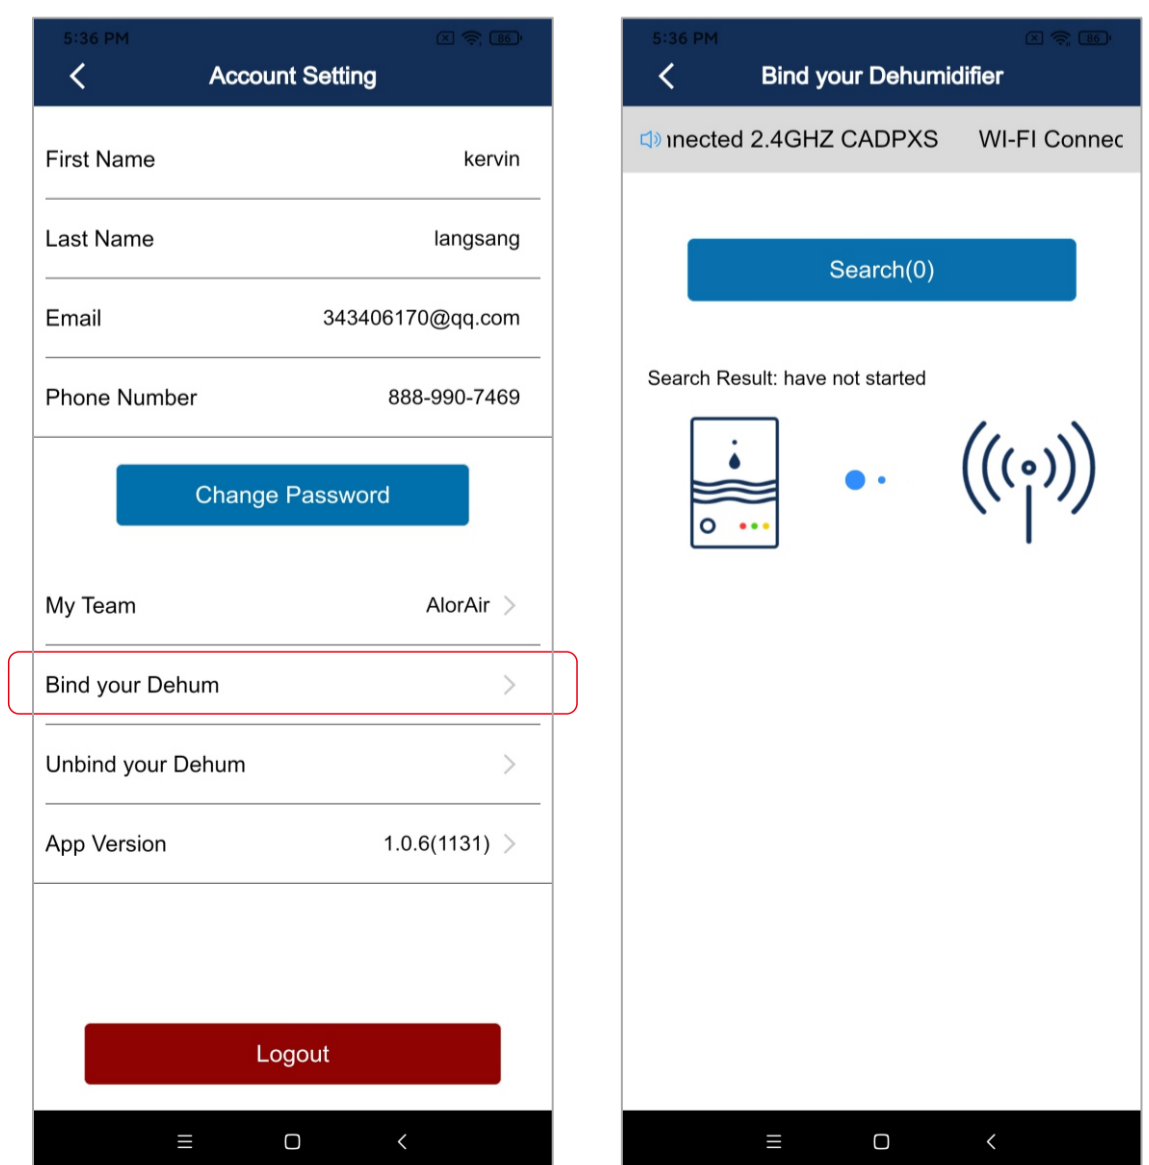 5:36 PM
86
Account Setting
First Name kervin
Last Name langsang
Email 343406170@qq.com
Phone Number 888-990-7469
Change Password
My Team AlorAir
Bind your Dehum
Unbind your Dehum
App Version 1.0.6(1131)
Logout
5:36 PM
86
Bind your Dehumidifier
nnected 2.4GHZ CADPXS WI-FI Connec
Search(0)
Search Result: have not started